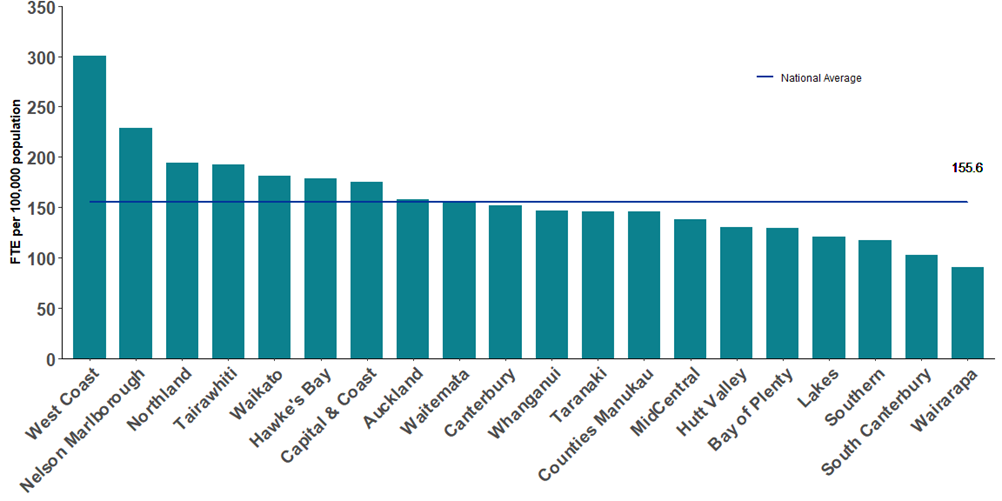 350
300
250
200
150
100
50
0
FTE per 100,000 population
National Average
155.6
West Coast
Nelson Marlborough
Northland
Tairawhiti
Waikato
Hawke's Bay
Capital & Coast
Auckland
Waitemata
Canterbury
Whanganui
Taranaki
Counties Manukau
MidCentral
Hutt Valley
Bay of Plenty
Lakes
Southern
South Canterbury
Wairarapa